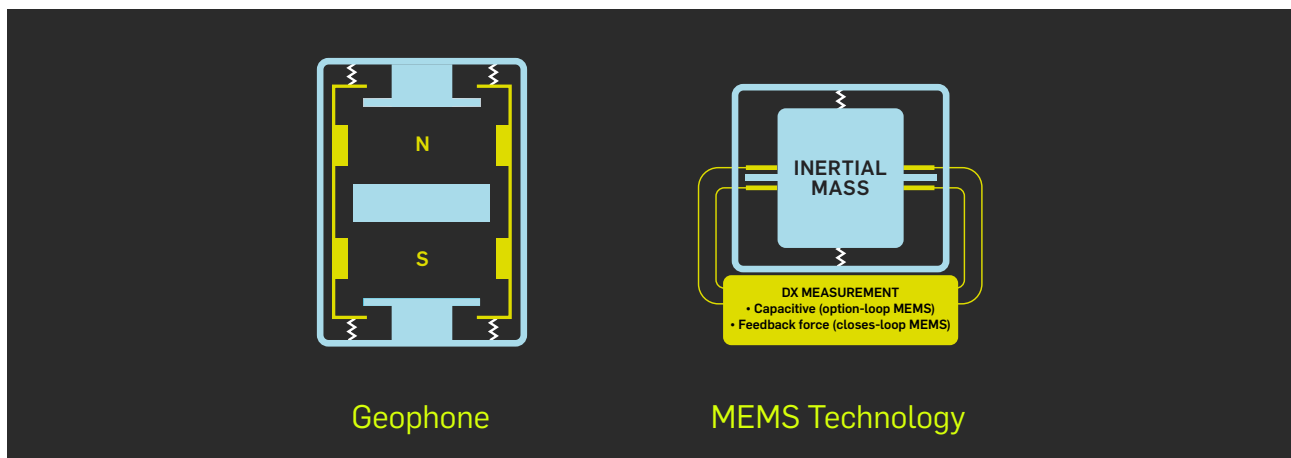 N
S
Geophone
INERTIAL
MASS
DX MEASUREMENT
• Capacitive (option-loop MEMS)
• Feedback force (closes-loop MEMS)
MEMS Technology